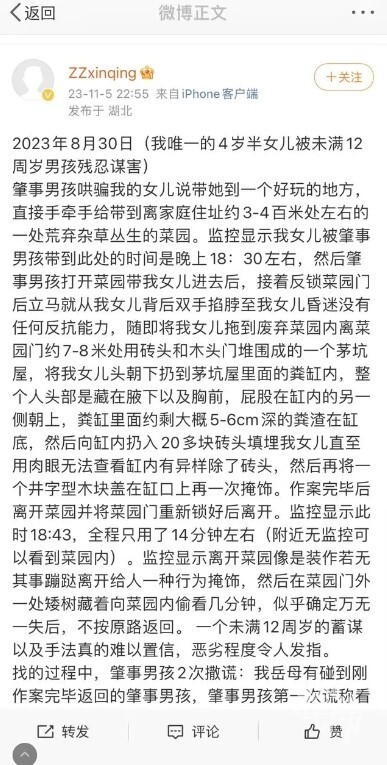 返回
微博正文
ZZxinqing
23-11-5 22:55 来自iPhone客户端
发布于 湖北
+关注
2023年8月30日（我唯一的4岁半女儿被未满12
周岁男孩残忍谋害）
肇事男孩哄骗我的女儿说带她到一个好玩的地方，
直接手牵手给带到离家庭住址约3-4百米处左右的
一处荒弃杂草丛生的菜园。监控显示我女儿被肇事
男孩带到此处的时间是晚上18：30左右，然后肇
事男孩打开菜园带我女儿进去后，接着反锁菜园门
后立马就从我女儿背后双手掐脖至我女儿昏迷没有
任何反抗能力，随即将我女儿拖到废弃菜园内离菜
园门约7-8米处用砖头和木头门堆围成的一个茅坑
屋，将我女儿头朝下扔到茅坑屋里面的粪缸内，整
个人头部是藏在腋下以及胸前，屁股在缸内的另一
侧朝上，粪缸里面约剩大概5-6cm深的粪渣在缸
底，然后向缸内扔入20多块砖头填埋我女儿直至
用肉眼无法查看缸内有异样除了砖头，然后再将一
个井字型木块盖在缸口上再一次掩饰。作案完毕后
离开菜园并将菜园门重新锁好后离开。监控显示此
时18:43，全程只用了14分钟左右（附近无监控可
以看到菜园内）。监控显示离开菜园像是装作若无
其事蹦跶离开给人一种行为掩饰，然后在菜园门外
一处矮树藏着向菜园内偷看几分钟，似乎确定万无
一失后，不按原路返回。一个未满12周岁的蓄谋
以及手法真的难以置信，恶劣程度令人发指。
找的过程中，肇事男孩2次撒谎：我岳母有碰到刚
作案完毕返回的肇事男孩，肇事男孩第一次谎称看
转发
评论
赞